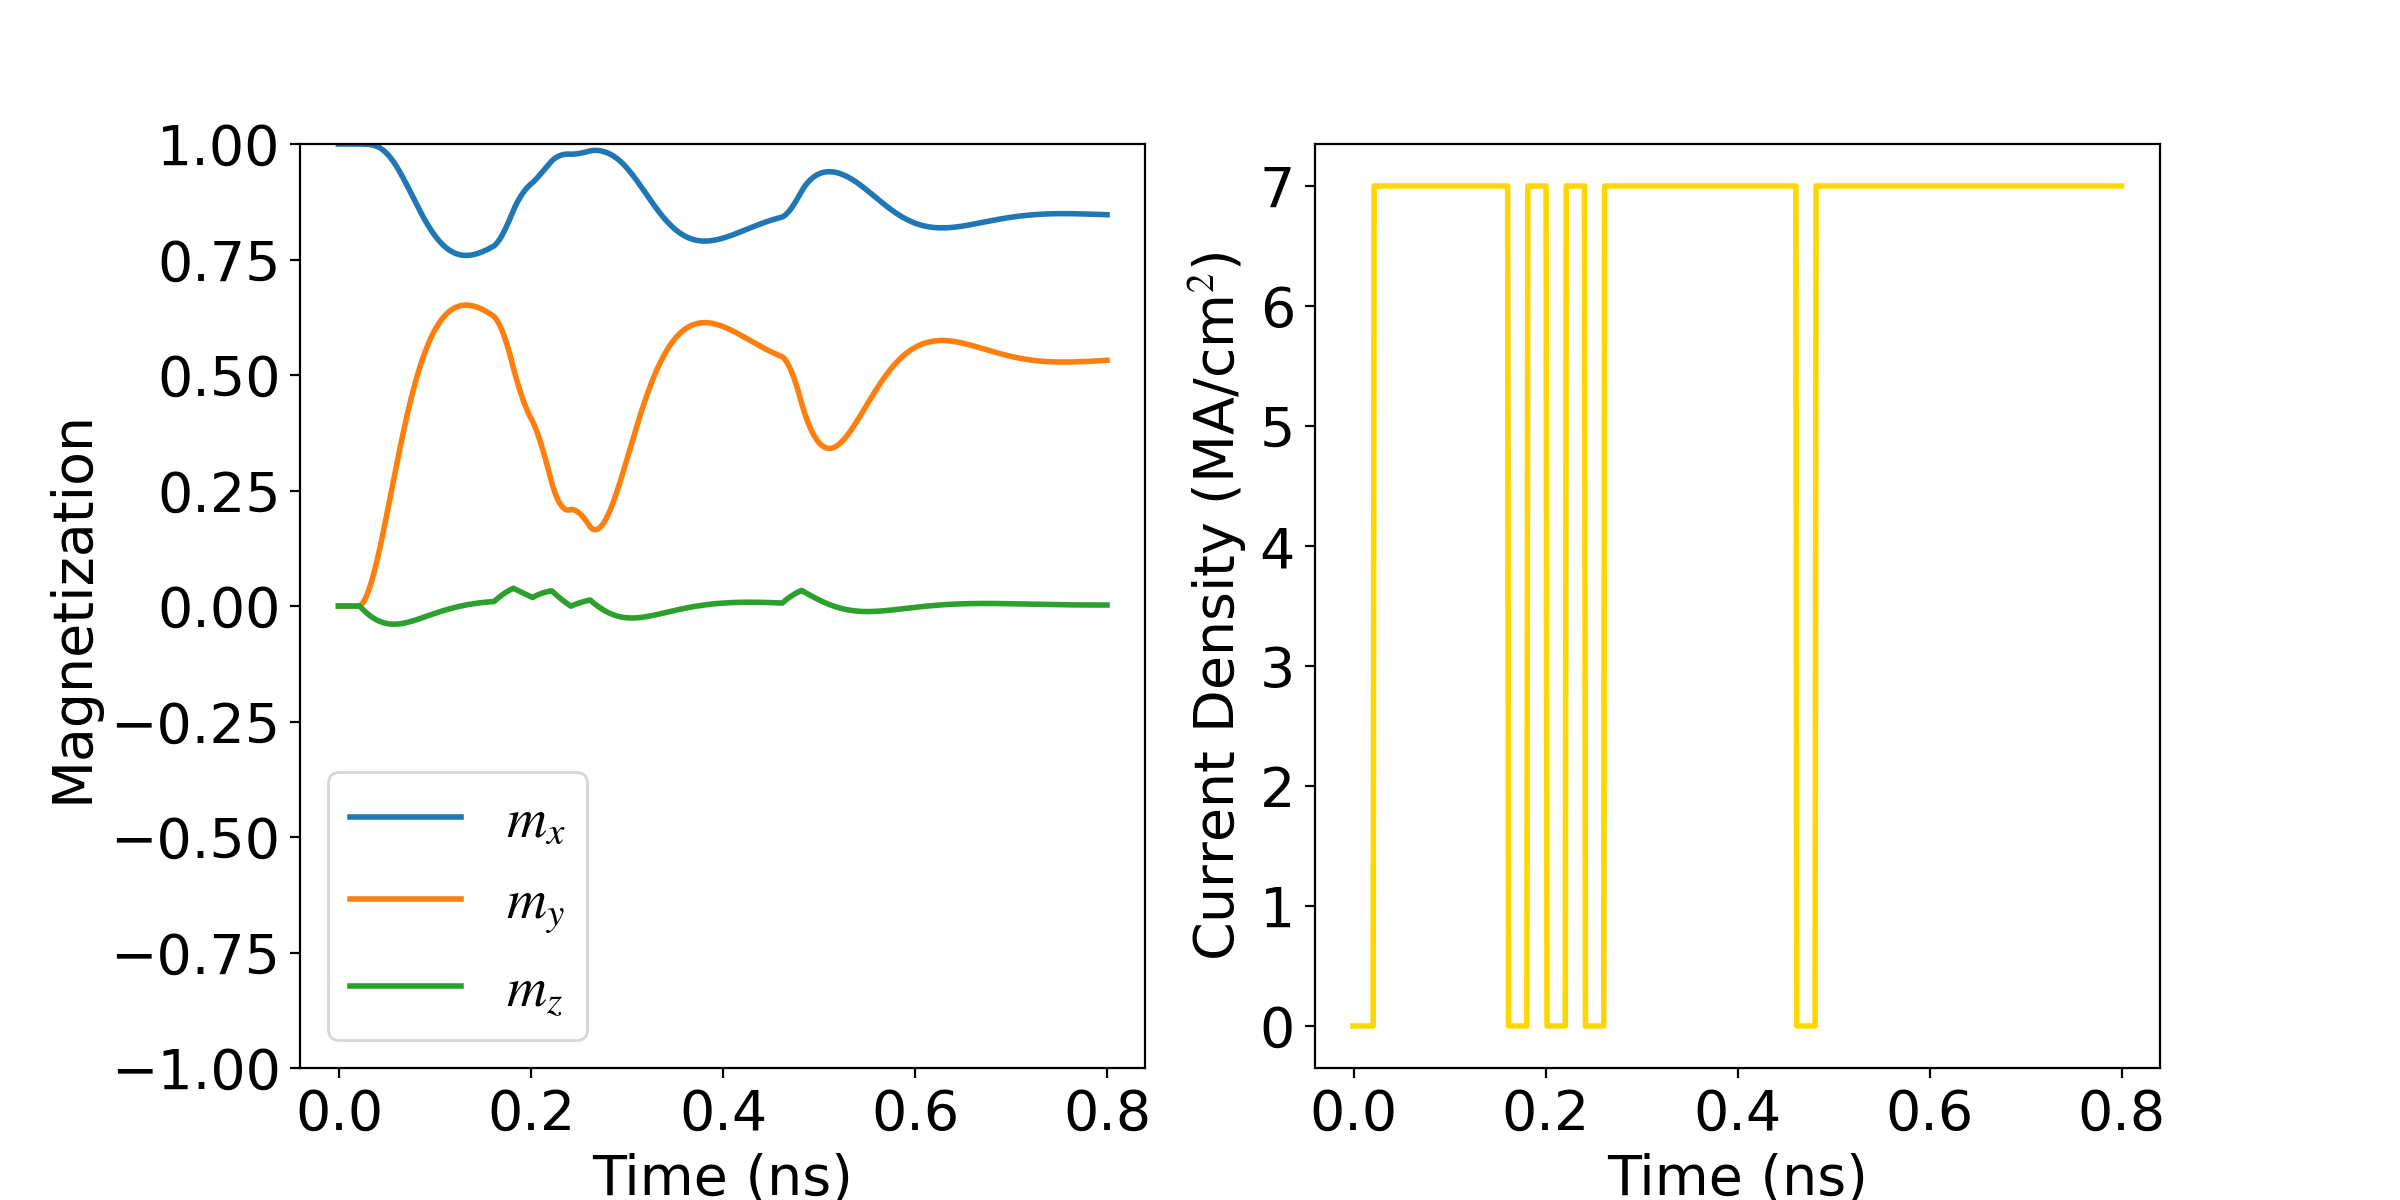 1.00
0.75
0.50
0.25
0.00
−0.25
−0.50
−0.75
−1.00
Magnetization
m_x
m_y
m_z
0.0 0.2 0.4 0.6 0.8
Time (ns)
7
6
5
4
3
2
1
0
Current Density (MA/cm²)
0.0 0.2 0.4 0.6 0.8
Time (ns)